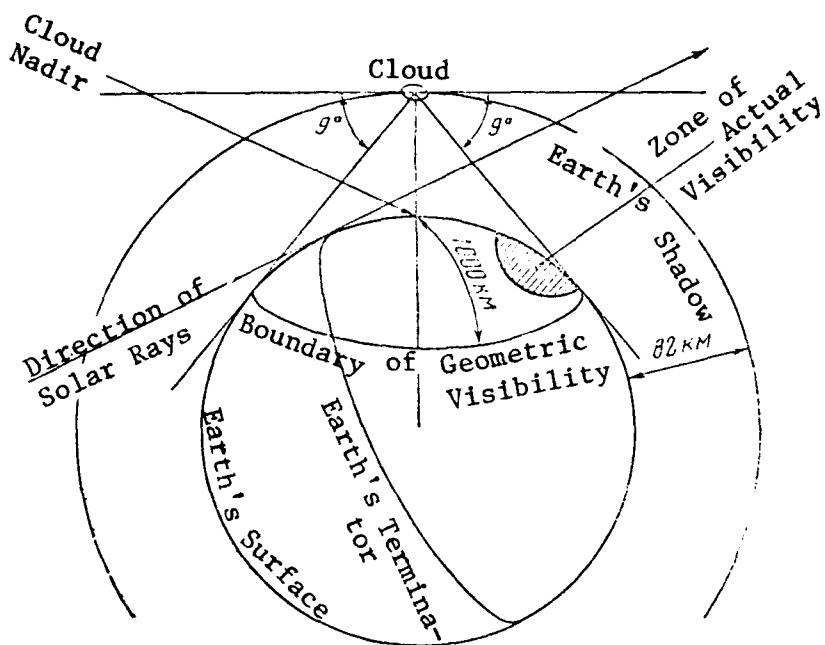 Cloud
Nadir
Cloud
9°
9°
Zone of
Actual
Visibility
Earth's
Shadow
1000 км
82 км
Direction of
Solar Rays
Boundary of Geometric
Visibility
Earth's Surface
Earth's Termina-
tor